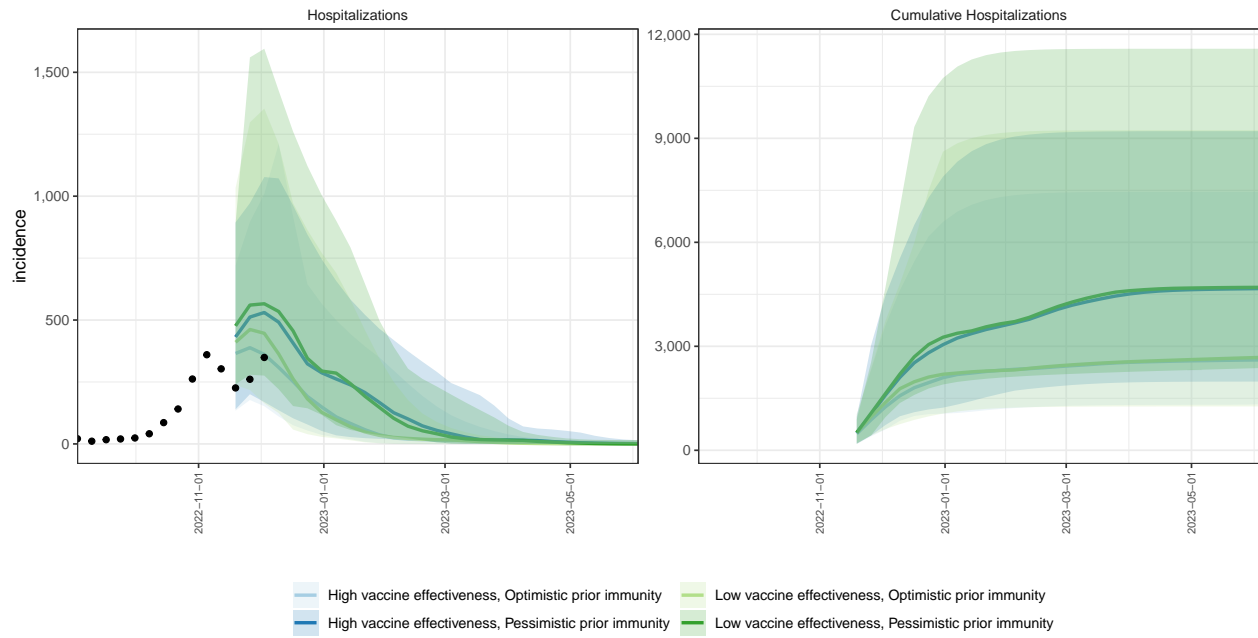 Hospitalizations
Cumulative Hospitalizations
incidence
1,500
1,000
500
0
12,000
9,000
6,000
3,000
0
2022-11-01
2023-01-01
2023-03-01
2023-05-01
2022-11-01
2023-01-01
2023-03-01
2023-05-01
High vaccine effectiveness, Optimistic prior immunity
Low vaccine effectiveness, Optimistic prior immunity
High vaccine effectiveness, Pessimistic prior immunity
Low vaccine effectiveness, Pessimistic prior immunity